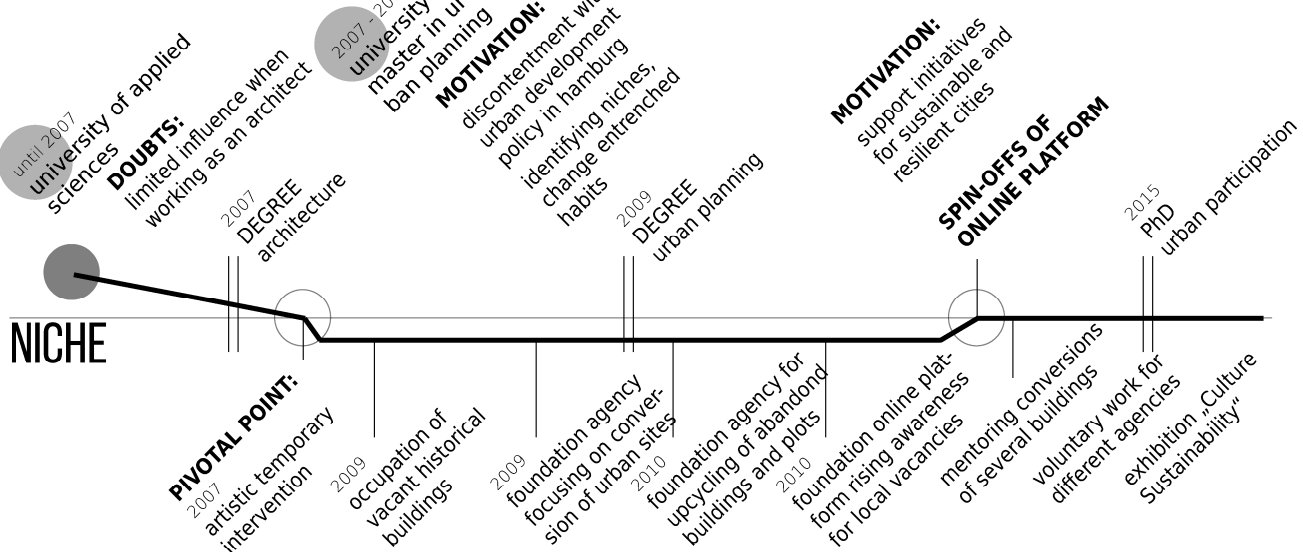 until 2007
university of applied
sciences
DOUBTS:
limited influence when
working as an architect
2007
DEGREE
architecture
2007 - 20
university
master in ur
ban planning
MOTIVATION:
discontentment wi
urban development
policy in hamburg
identifying niches,
change entrenched
habits
2009
DEGREE
urban planning
MOTIVATION:
support initiatives
for sustainable and
resilient cities
SPIN-OFFS OF
ONLINE PLATFORM
2015
PhD
urban participation
NICHE
PIVOTAL POINT:
2007
artistic temporary
intervention
2009
occupation of
vacant historical
buildings
2009
foundation agency
focusing on conver-
sion of urban sites
2010
foundation agency for
upcycling of abandond
buildings and plots
2010
foundation online plat-
form rising awareness
for local vacancies
mentoring conversions
of several buildings
voluntary work for
different agencies
exhibition „Culture
Sustainability“